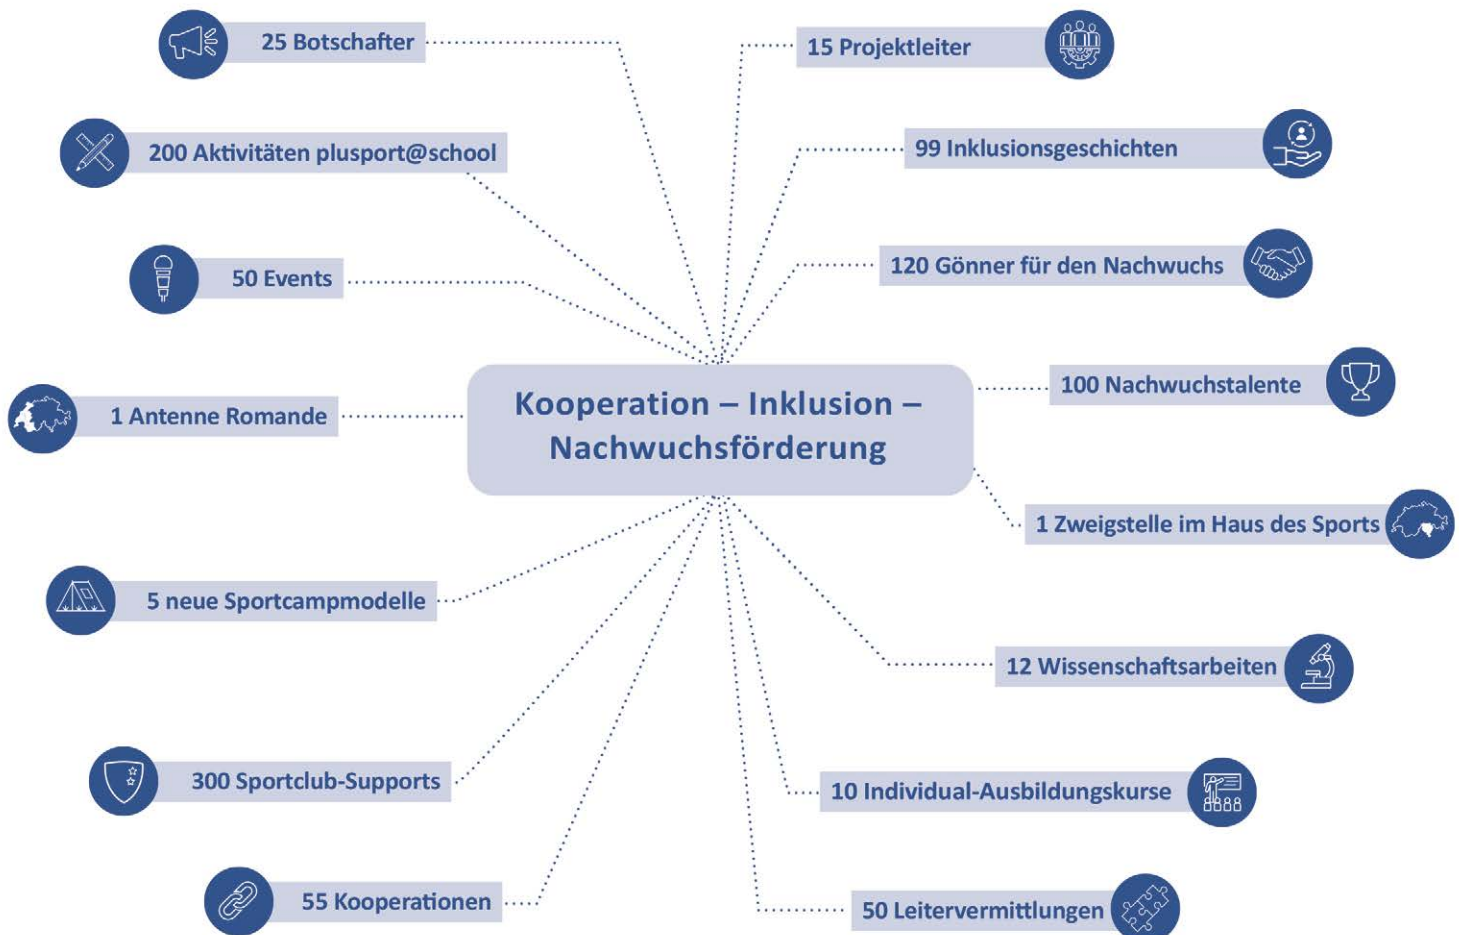 25 Botschafter
15 Projektleiter
200 Aktivitäten plusport@school
99 Inklusionsgeschichten
50 Events
120 Gönner für den Nachwuchs
1 Antenne Romande
Kooperation – Inklusion –
Nachwuchsförderung
100 Nachwuchstalente
1 Zweigstelle im Haus des Sports
5 neue Sportcampmodelle
12 Wissenschaftsarbeiten
300 Sportclub-Supports
10 Individual-Ausbildungskurse
55 Kooperationen
50 Leitervermittlungen